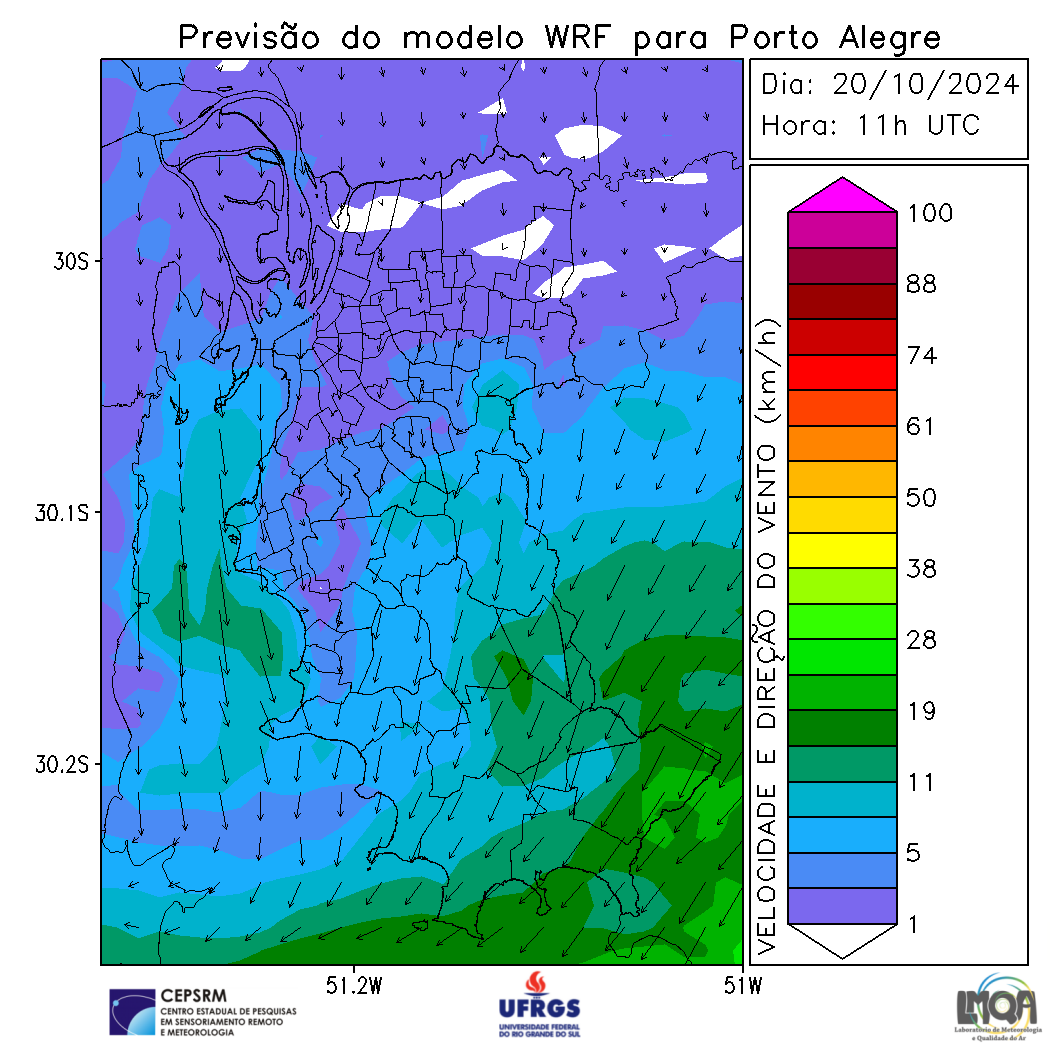 Previsão do modelo WRF para Porto Alegre
Dia: 20/10/2024
Hora: 11h UTC
30S
30.1S
30.2S
51.2W
51W
VELOCIDADE E DIREÇÃO DO VENTO (km/h)
100
88
74
61
50
38
28
19
11
5
1
CEPSRM
CENTRO ESTADUAL DE PESQUISAS
EM SENSORIAMENTO REMOTO
E METEOROLOGIA
UFRGS
UNIVERSIDADE FEDERAL
DO RIO GRANDE DO SUL
LMQA
Laboratório de Meteorologia
e Qualidade do Ar